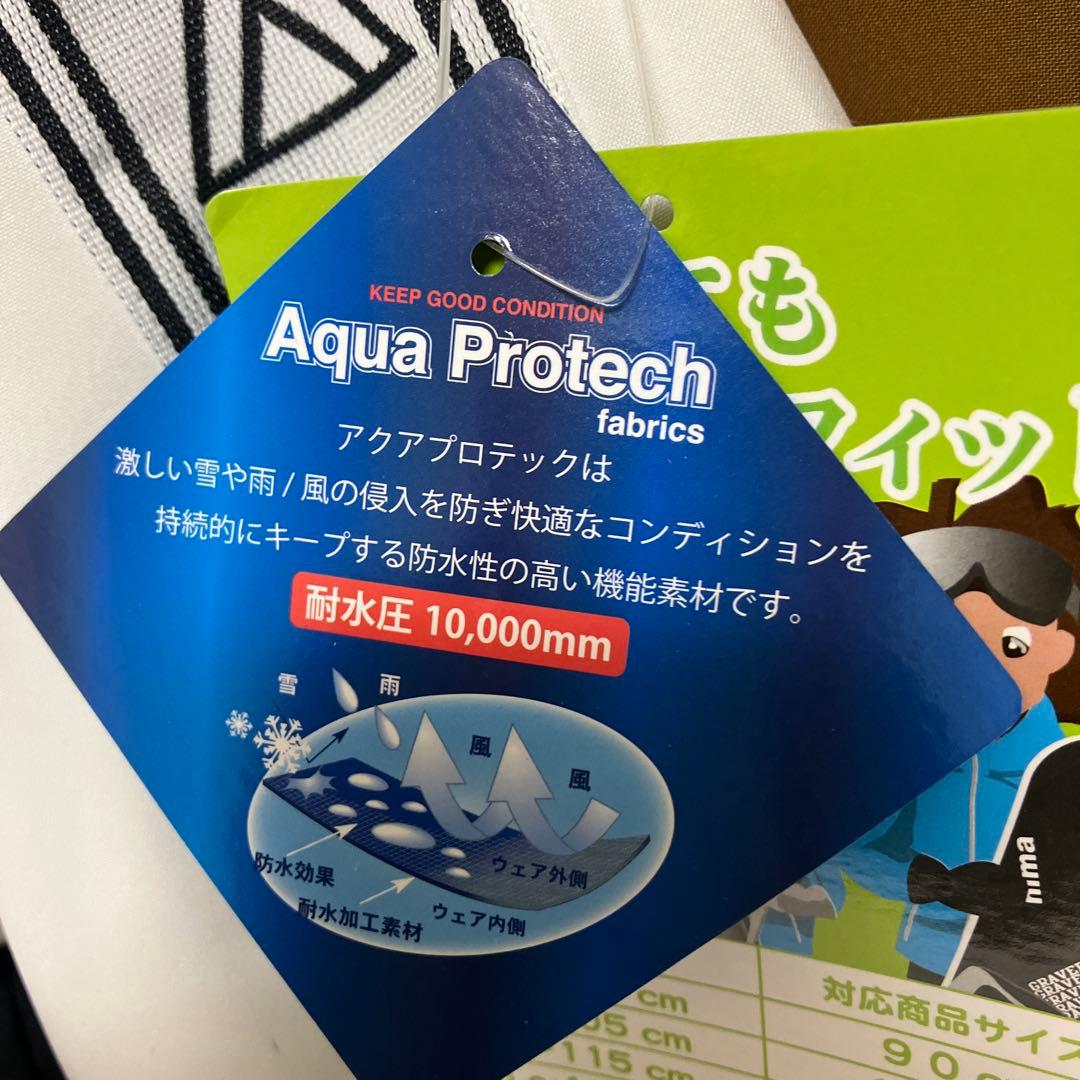 KEEP GOOD CONDITION
Aqua Protech
fabrics
アクアプロテックは
激しい雪や雨/風の侵入を防ぎ快適なコンディションを
持続的にキープする防水性の高い機能素材です。
耐水圧 10,000mm
雪
雨
風
風
防水効果
ウェア外側
耐水加工素材
ウェア内側
も
フィット
nima
cm
対応商品サイズ
05 cm
90
115 cm